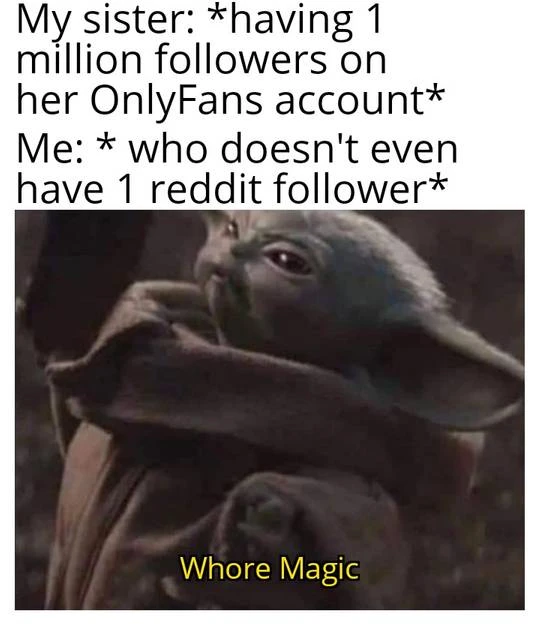 My sister: *having 1
million followers on
her OnlyFans account*
Me: * who doesn't even
have 1 reddit follower*
Whore Magic